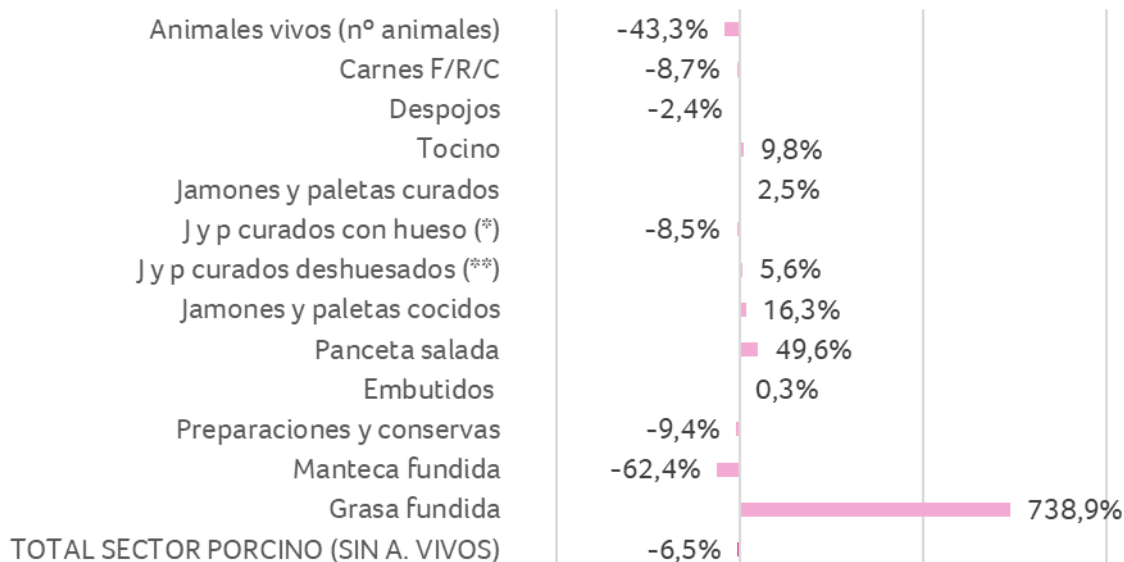 Animales vivos (nº animales) -43,3%
Carnes F/R/C -8,7%
Despojos -2,4%
Tocino 9,8%
Jamones y paletas curados 2,5%
J y p curados con hueso (*) -8,5%
J y p curados deshuesados (**) 5,6%
Jamones y paletas cocidos 16,3%
Panceta salada 49,6%
Embutidos 0,3%
Preparaciones y conservas -9,4%
Manteca fundida -62,4%
Grasa fundida 738,9%
TOTAL SECTOR PORCINO (SIN A. VIVOS) -6,5%